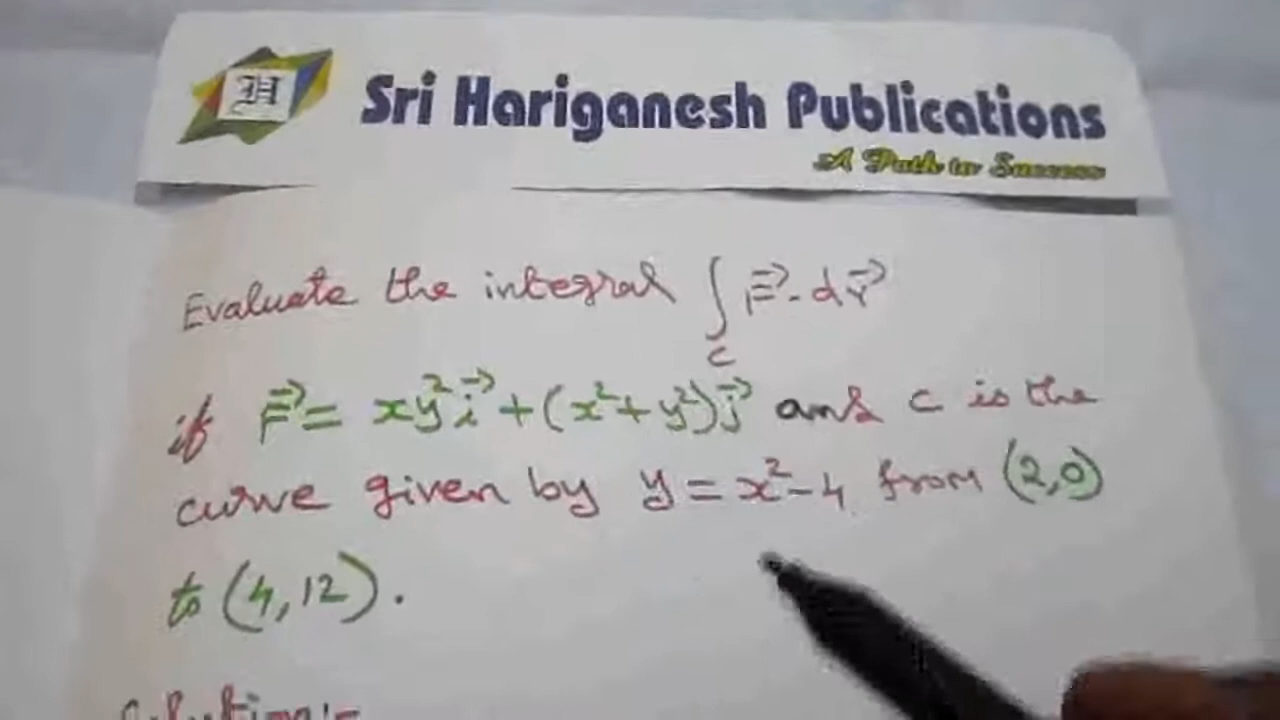 H
Sri Hariganesh Publications
A Path to Success
Evaluate the integral ∫_C F⃗ . dr⃗
if F⃗ = xy² i⃗ + (x² + y²) j⃗ and C is the
curve given by y = x² - 4 from (2,0)
to (4,12).
Solution:-